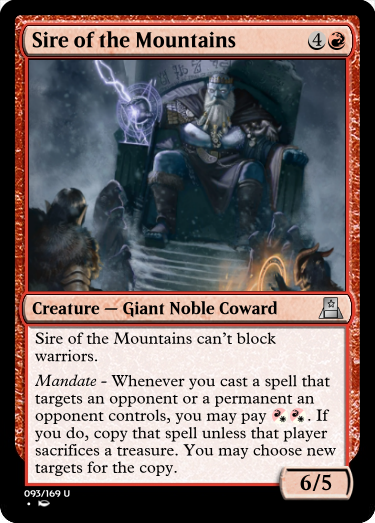 Sire of the Mountains 4
Creature — Giant Noble Coward
Sire of the Mountains can't block
warriors.
Mandate - Whenever you cast a spell that
targets an opponent or a permanent an
opponent controls, you may pay . If
you do, copy that spell unless that player
sacrifices a treasure. You may choose new
targets for the copy.
6/5
093/169 U